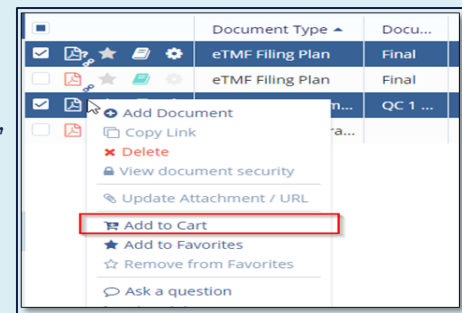 Document Type Docu...
eTMF Filing Plan Final
eTMF Filing Plan Final
m... QC 1 ...
ra...
Add Document
Copy Link
Delete
View document security
Update Attachment / URL
Add to Cart
Add to Favorites
Remove from Favorites
Ask a question